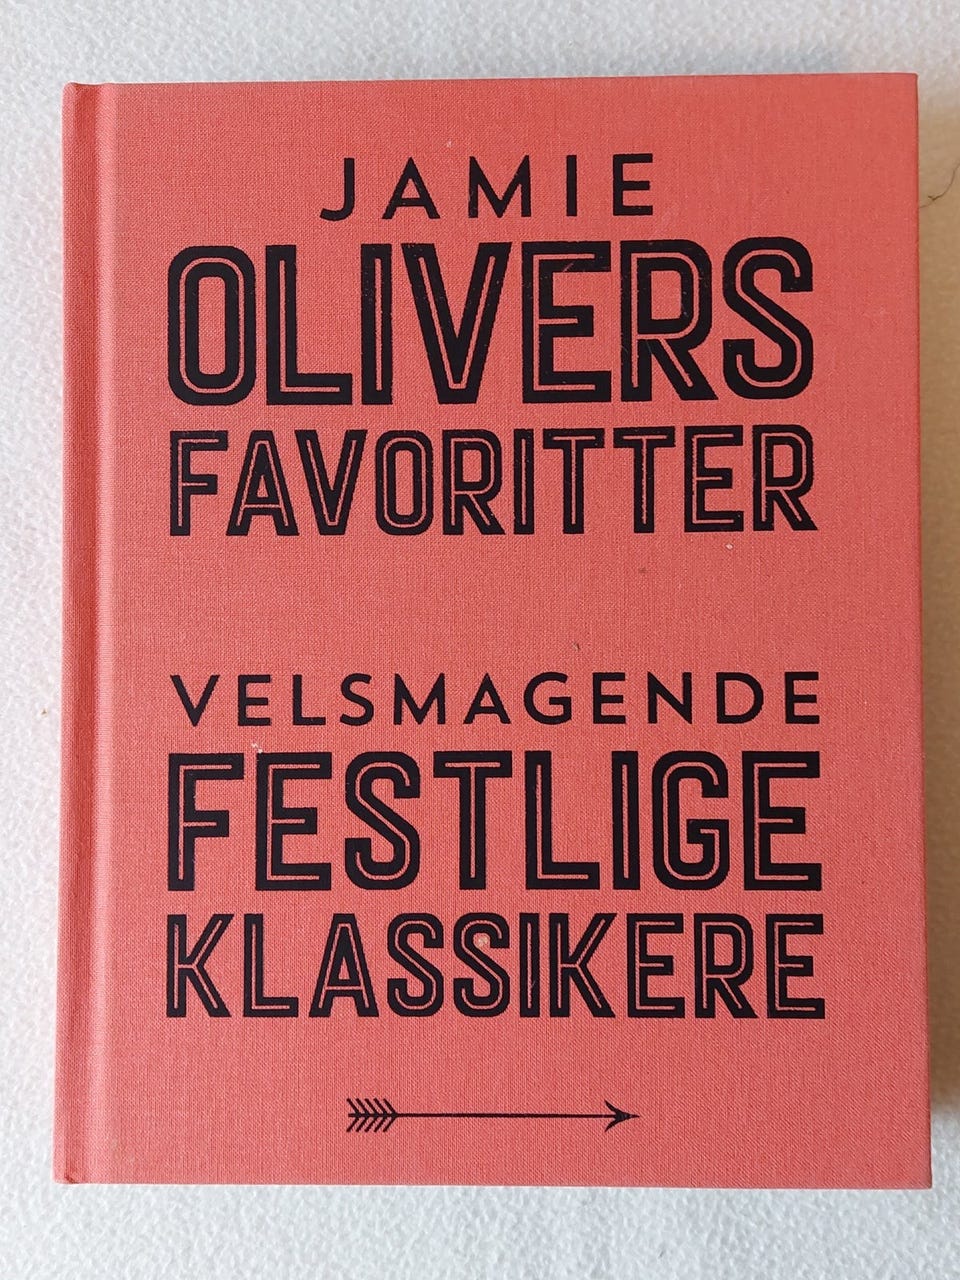 JAMIE
OLIVERS
FAVORITTER
VELSMAGENDE
FESTLIGE
KLASSIKERE